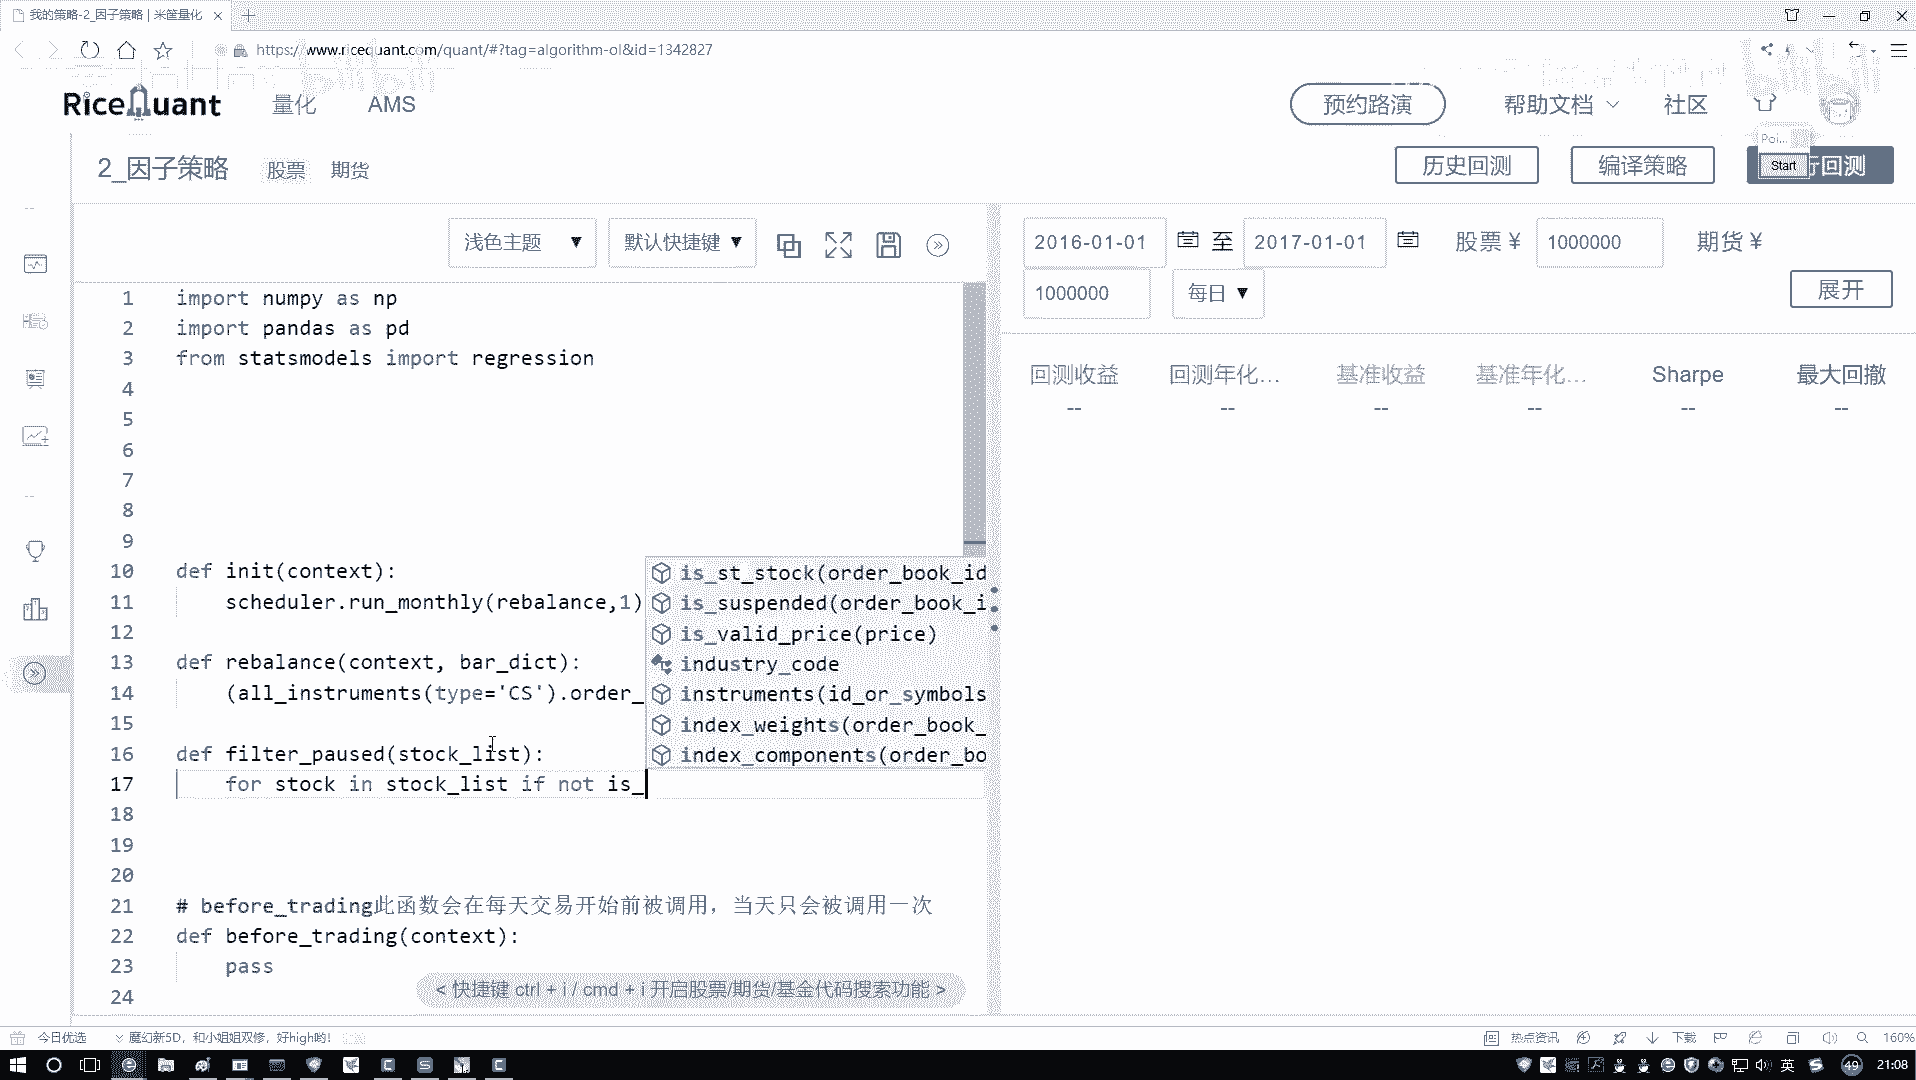 我的策略-2_因子策略 | 米筐量化
https://www.ricequant.com/quant/#?tag=algorithm-ol&id=1342827
RiceQuant 量化 AMS 预约路演 帮助文档 社区
Poi...
2_因子策略 股票 期货 历史回测 编译策略 Start 行回测
浅色主题 ▼ 默认快捷键 ▼
2016-01-01 至 2017-01-01 股票 ¥ 1000000 期货 ¥
1000000 每日 ▼ 展开
回测收益 回测年化... 基准收益 基准年化... Sharpe 最大回撤
-- -- -- -- -- --
1 import numpy as np
2 import pandas as pd
3 from statsmodels import regression
4
5
6
7
8
9
10 def init(context):
11 scheduler.run_monthly(rebalance,1)
12
13 def rebalance(context, bar_dict):
14 (all_instruments(type='CS').order_
15
16 def filter_paused(stock_list):
17 for stock in stock_list if not is_
18
19
20
21 # before_trading此函数会在每天交易开始前被调用，当天只会被调用一次
22 def before_trading(context):
23 pass
24
is_st_stock(order_book_id
is_suspended(order_book_i
is_valid_price(price)
industry_code
instruments(id_or_symbols
index_weights(order_book_
index_components(order_bo
< 快捷键 ctrl + i / cmd + i 开启股票/期货/基金代码搜索功能 >
今日优选 魔幻新5D，和小姐姐双修，好high哟! 热点资讯 下载 160%
英 49 21:08